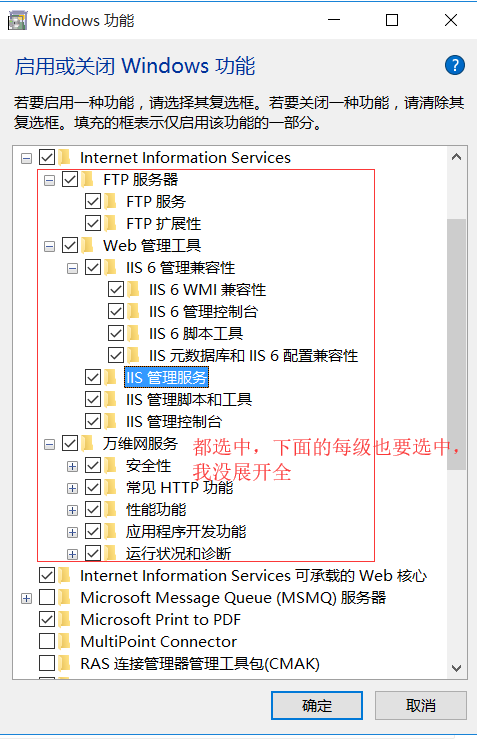 Windows 功能
启用或关闭 Windows 功能
?
若要启用一种功能，请选择其复选框。若要关闭一种功能，请清除其
复选框。填充的框表示仅启用该功能的一部分。
Internet Information Services
FTP 服务器
FTP 服务
FTP 扩展性
Web 管理工具
IIS 6 管理兼容性
IIS 6 WMI 兼容性
IIS 6 管理控制台
IIS 6 脚本工具
IIS 元数据库和 IIS 6 配置兼容性
IIS 管理服务
IIS 管理脚本和工具
IIS 管理控制台
万维网服务
都选中，下面的每级也要选中，
我没展开全
安全性
常见 HTTP 功能
性能功能
应用程序开发功能
运行状况和诊断
Internet Information Services 可承载的 Web 核心
Microsoft Message Queue (MSMQ) 服务器
Microsoft Print to PDF
MultiPoint Connector
RAS 连接管理器管理工具包(CMAK)
确定
取消